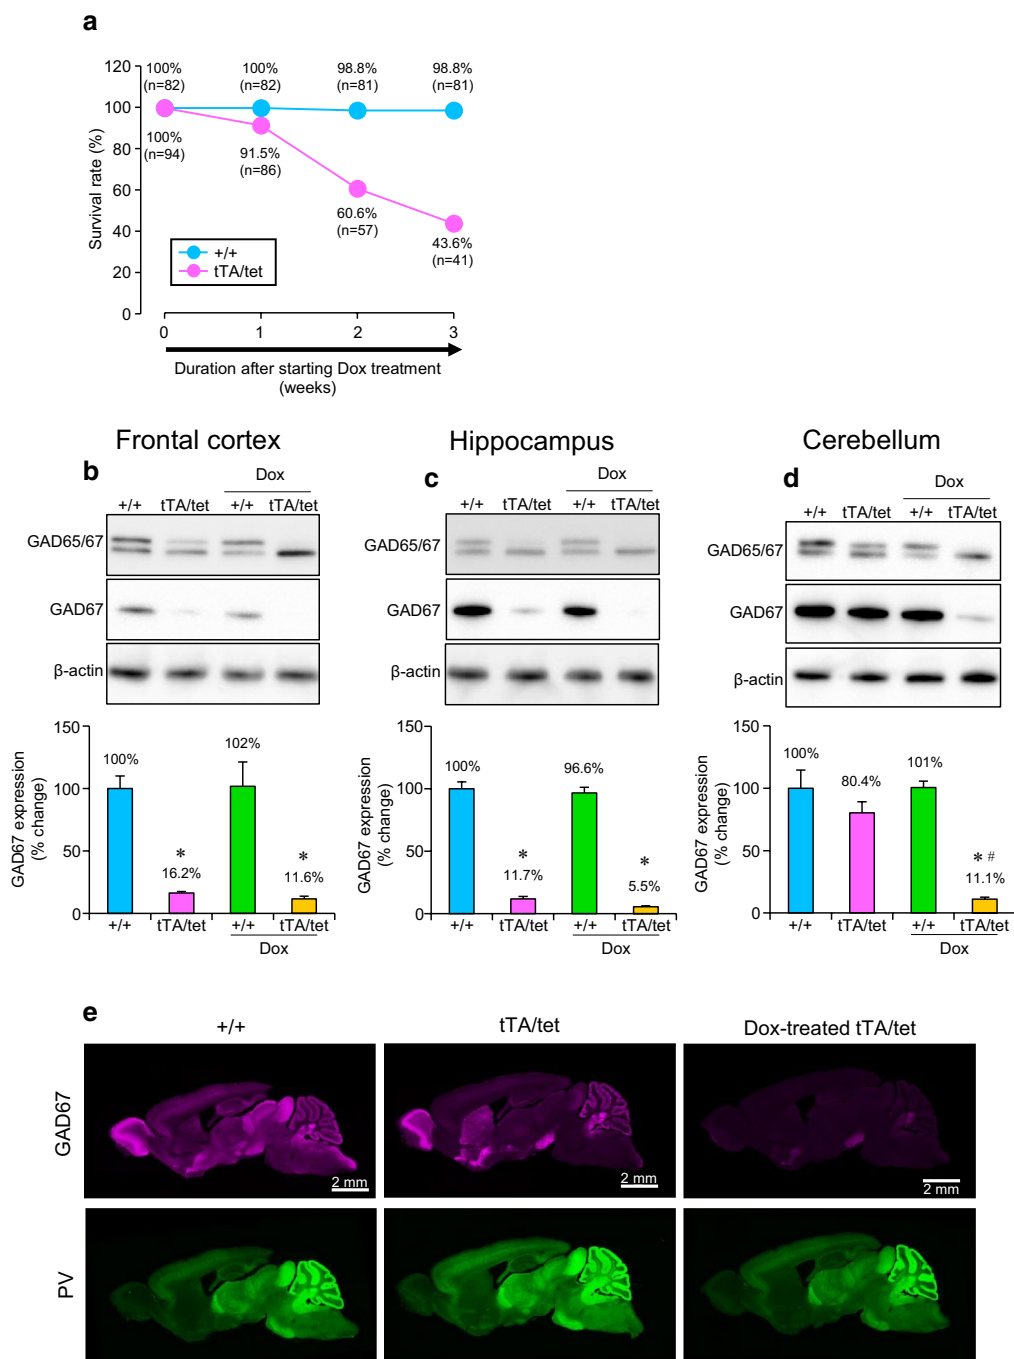 a
120
100
80
60
40
20
0
Survival rate (%)
100%
(n=82)
100%
(n=82)
98.8%
(n=81)
98.8%
(n=81)
100%
(n=94)
91.5%
(n=86)
60.6%
(n=57)
43.6%
(n=41)
+/+
tTA/tet
0 1 2 3
Duration after starting Dox treatment
(weeks)
Frontal cortex
b
Dox
+/+ tTA/tet +/+ tTA/tet
GAD65/67
GAD67
β-actin
150
100
50
0
GAD67 expression
(% change)
100%
*
16.2%
102%
*
11.6%
+/+ tTA/tet +/+ tTA/tet
Dox
Hippocampus
c
Dox
+/+ tTA/tet +/+ tTA/tet
GAD65/67
GAD67
β-actin
150
100
50
0
GAD67 expression
(% change)
100%
*
11.7%
96.6%
*
5.5%
+/+ tTA/tet +/+ tTA/tet
Dox
Cerebellum
d
Dox
+/+ tTA/tet +/+ tTA/tet
GAD65/67
GAD67
β-actin
150
100
50
0
GAD67 expression
(% change)
100%
80.4%
101%
* #
11.1%
+/+ tTA/tet +/+ tTA/tet
Dox
e
+/+ tTA/tet Dox-treated tTA/tet
GAD67
2 mm
2 mm
2 mm
PV